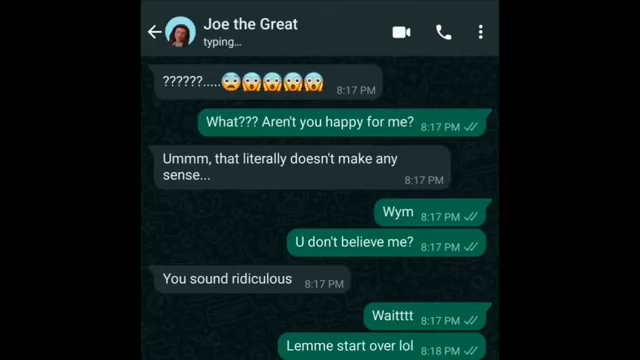 Joe the Great
typing...
??????.....😨😱😱😱😱
8:17 PM
What??? Aren't you happy for me? 8:17 PM
Ummm, that literally doesn't make any
sense...
8:17 PM
Wym 8:17 PM
U don't believe me? 8:17 PM
You sound ridiculous 8:17 PM
Waitttt
8:17 PM
Lemme start over lol 8:18 PM